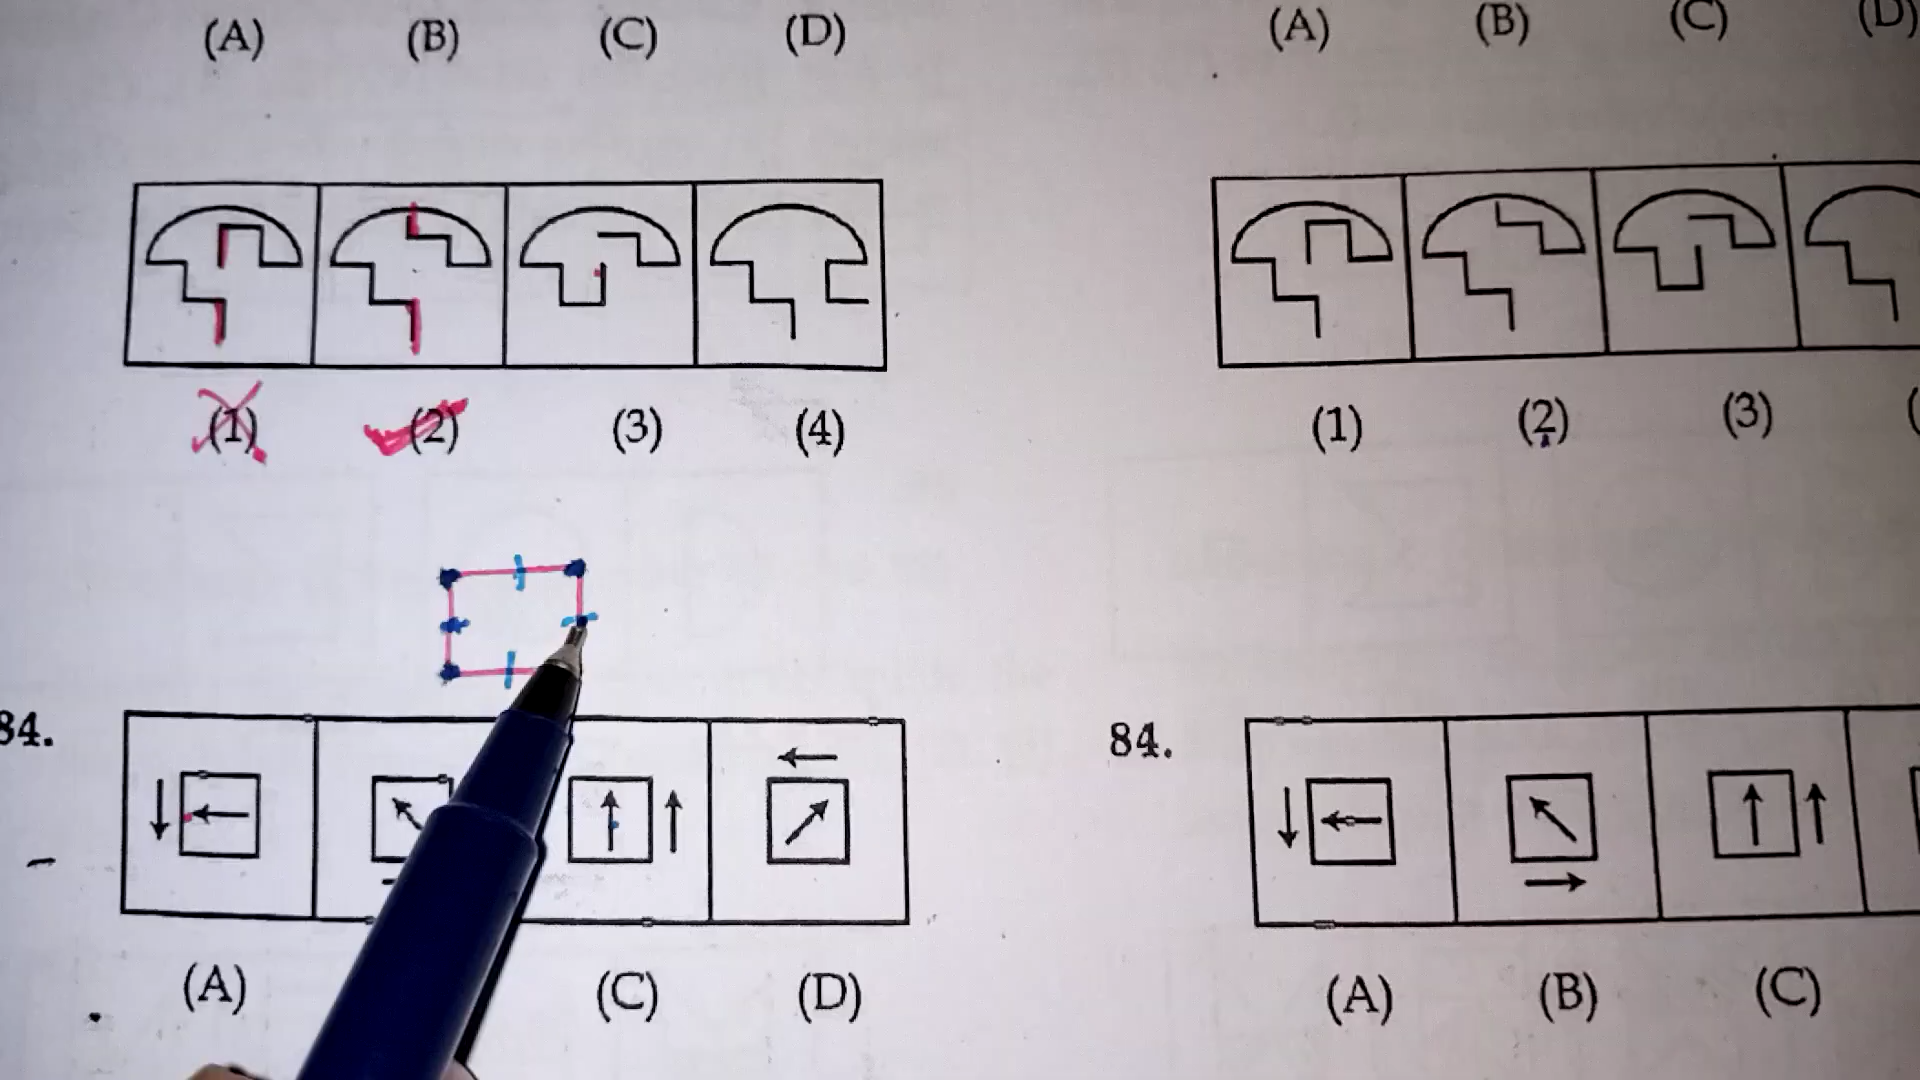 (A) (B) (C) (D) (A) (B) (C) (D)
(1) (2) (3) (4) (1) (2) (3)
84. 84.
(A) (C) (D) (A) (B) (C)